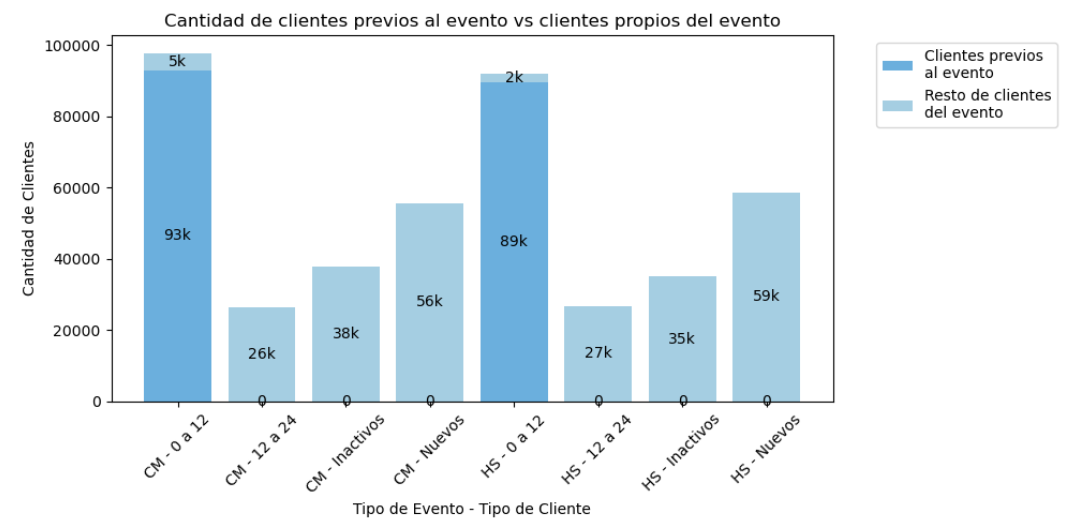 Cantidad de clientes previos al evento vs clientes propios del evento
Cantidad de Clientes
100000
80000
60000
40000
20000
0
5k
93k
26k
0
38k
0
56k
0
2k
89k
27k
0
35k
0
59k
0
CM - 0 a 12
CM - 12 a 24
CM - Inactivos
CM - Nuevos
HS - 0 a 12
HS - 12 a 24
HS - Inactivos
HS - Nuevos
Tipo de Evento - Tipo de Cliente
Clientes previos
al evento
Resto de clientes
del evento